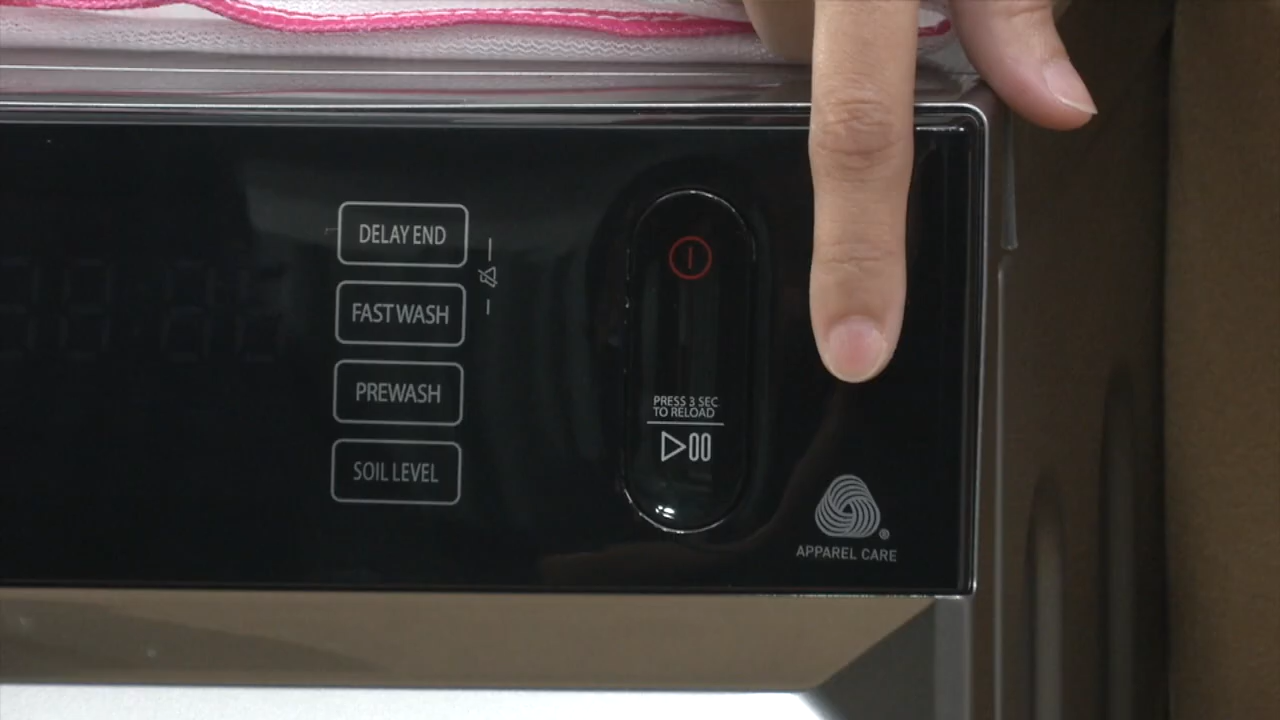 DELAY END
FAST WASH
PREWASH
SOIL LEVEL
PRESS 3 SEC
TO RELOAD
®
APPAREL CARE